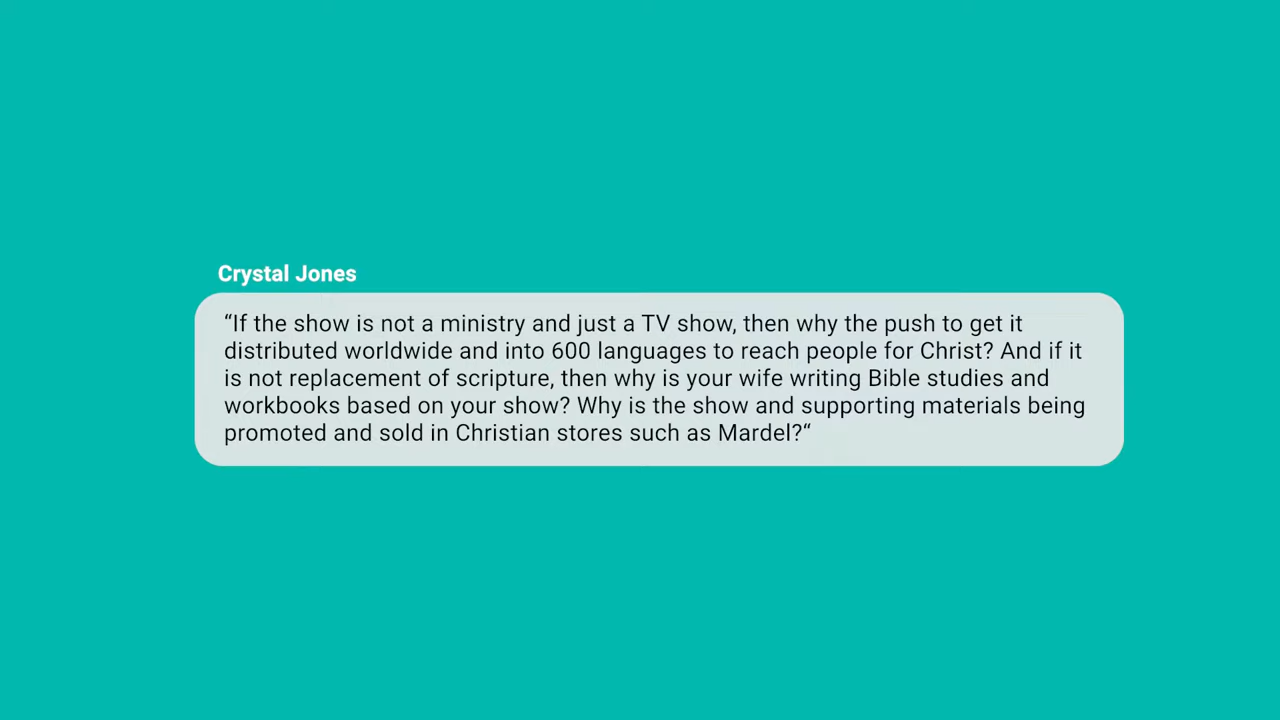 Crystal Jones
“If the show is not a ministry and just a TV show, then why the push to get it
distributed worldwide and into 600 languages to reach people for Christ? And if it
is not replacement of scripture, then why is your wife writing Bible studies and
workbooks based on your show? Why is the show and supporting materials being
promoted and sold in Christian stores such as Mardel?“